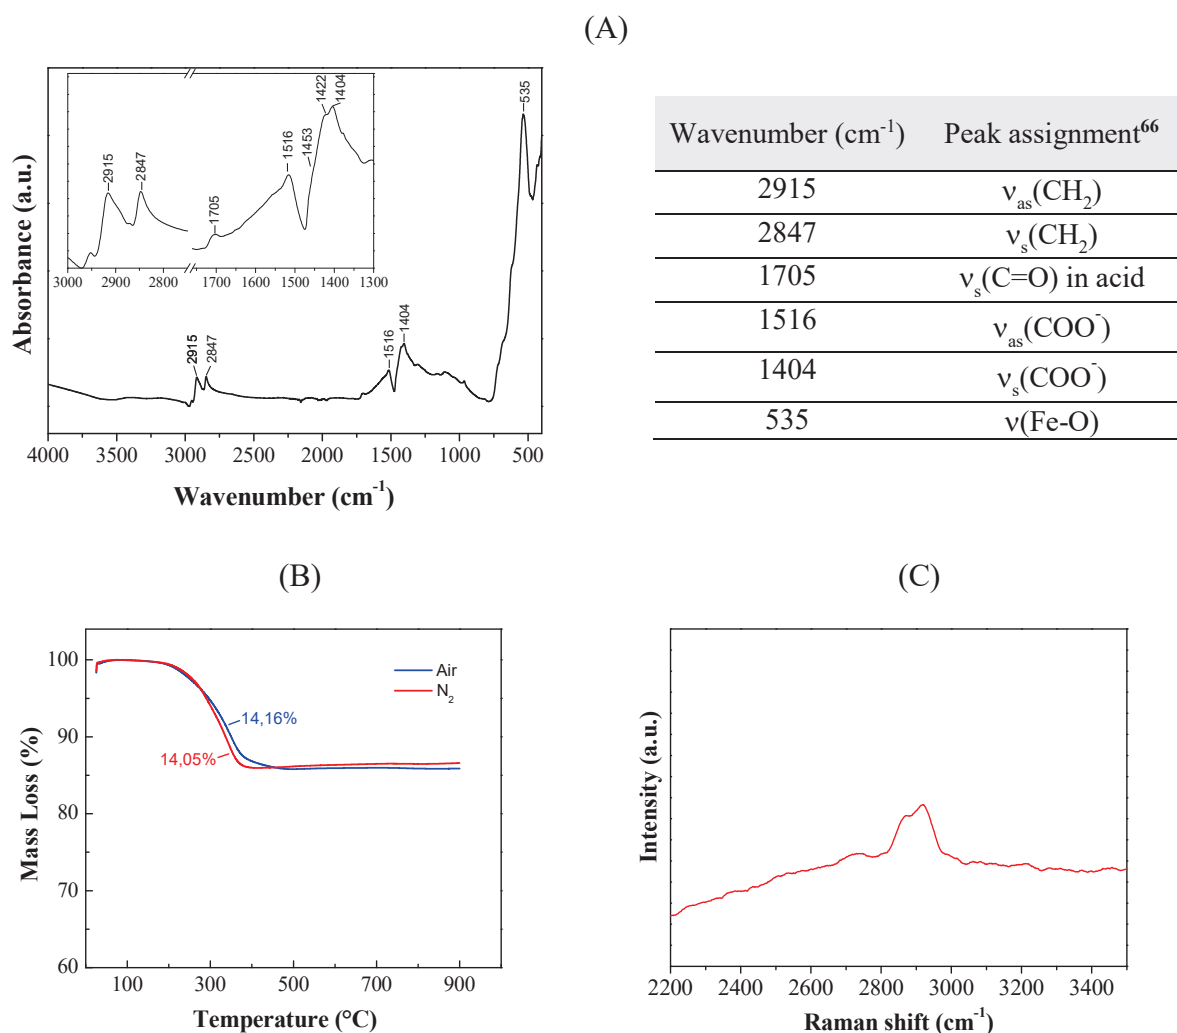 (A)
1422
1404
1516
1453
2915
2847
1705
3000 2900 2800 1700 1600 1500 1400 1300
535
1404
1516
2915
2847
Absorbance (a.u.)
4000 3500 3000 2500 2000 1500 1000 500
Wavenumber (cm-1)
Wavenumber (cm-1) Peak assignment66
2915 νas(CH2)
2847 νs(CH2)
1705 νs(C=O) in acid
1516 νas(COO-)
1404 νs(COO-)
535 ν(Fe-O)
(B)
100
90
80
70
60
Mass Loss (%)
Air
N2
14,16%
14,05%
100 300 500 700 900
Temperature (°C)
(C)
Intensity (a.u.)
2200 2400 2600 2800 3000 3200 3400
Raman shift (cm-1)